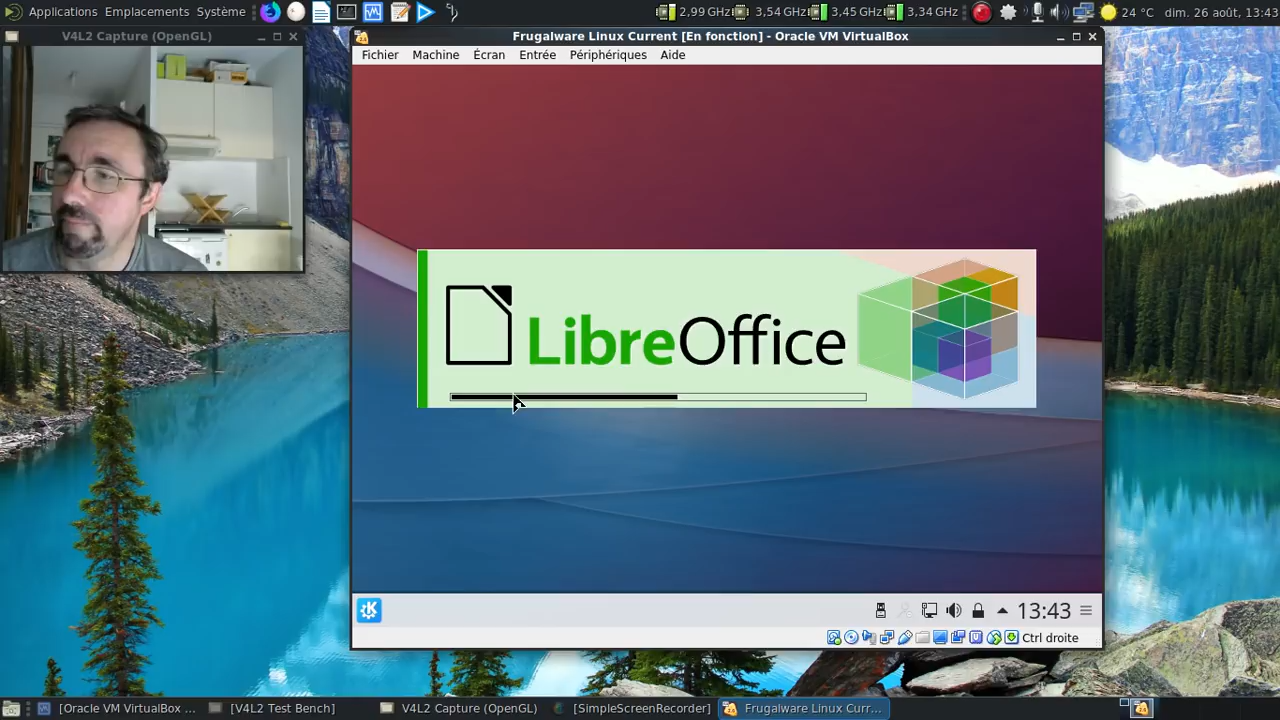 Applications Emplacements Système
2,99 GHz 3,54 GHz 3,45 GHz 3,34 GHz 24 °C dim. 26 août, 13:43
V4L2 Capture (OpenGL)
Frugalware Linux Current [En fonction] - Oracle VM VirtualBox
Fichier Machine Écran Entrée Périphériques Aide
LibreOffice
13:43
Ctrl droite
[Oracle VM VirtualBox ... [V4L2 Test Bench] V4L2 Capture (OpenGL) [SimpleScreenRecorder] Frugalware Linux Curr...